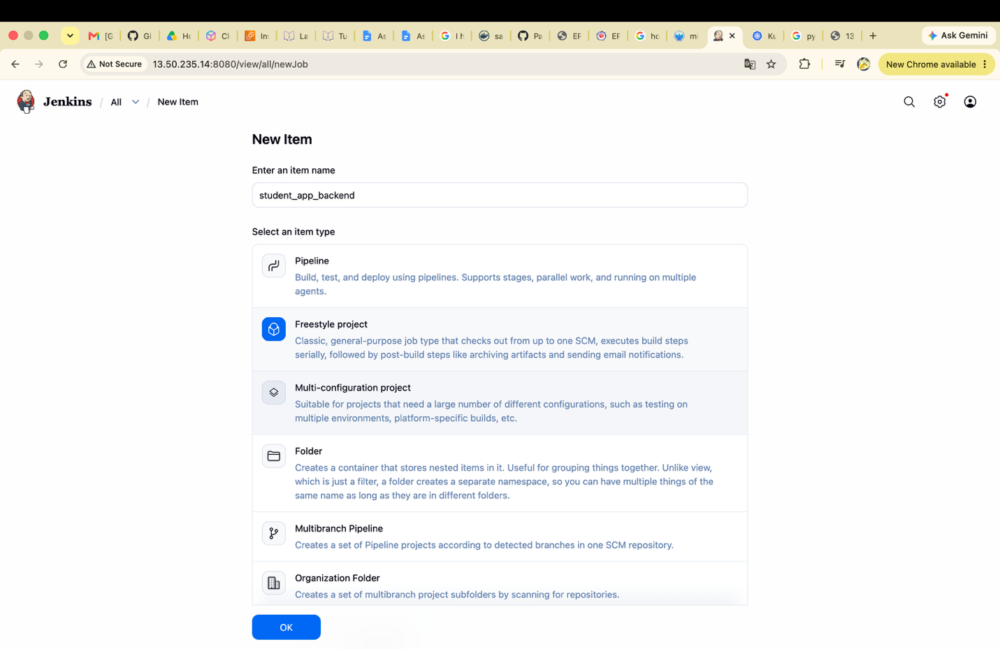 [G
Gi
Ho
Cl
In:
La
Tu
As
As
I h
sa
Pa
EF
EF
ho
mi
Ku
py
13
Ask Gemini
Not Secure
13.50.235.14:8080/view/all/newJob
New Chrome available
Jenkins / All / New Item
New Item
Enter an item name
student_app_backend
Select an item type
Pipeline
Build, test, and deploy using pipelines. Supports stages, parallel work, and running on multiple
agents.
Freestyle project
Classic, general-purpose job type that checks out from up to one SCM, executes build steps
serially, followed by post-build steps like archiving artifacts and sending email notifications.
Multi-configuration project
Suitable for projects that need a large number of different configurations, such as testing on
multiple environments, platform-specific builds, etc.
Folder
Creates a container that stores nested items in it. Useful for grouping things together. Unlike view,
which is just a filter, a folder creates a separate namespace, so you can have multiple things of the
same name as long as they are in different folders.
Multibranch Pipeline
Creates a set of Pipeline projects according to detected branches in one SCM repository.
Organization Folder
Creates a set of multibranch project subfolders by scanning for repositories.
OK